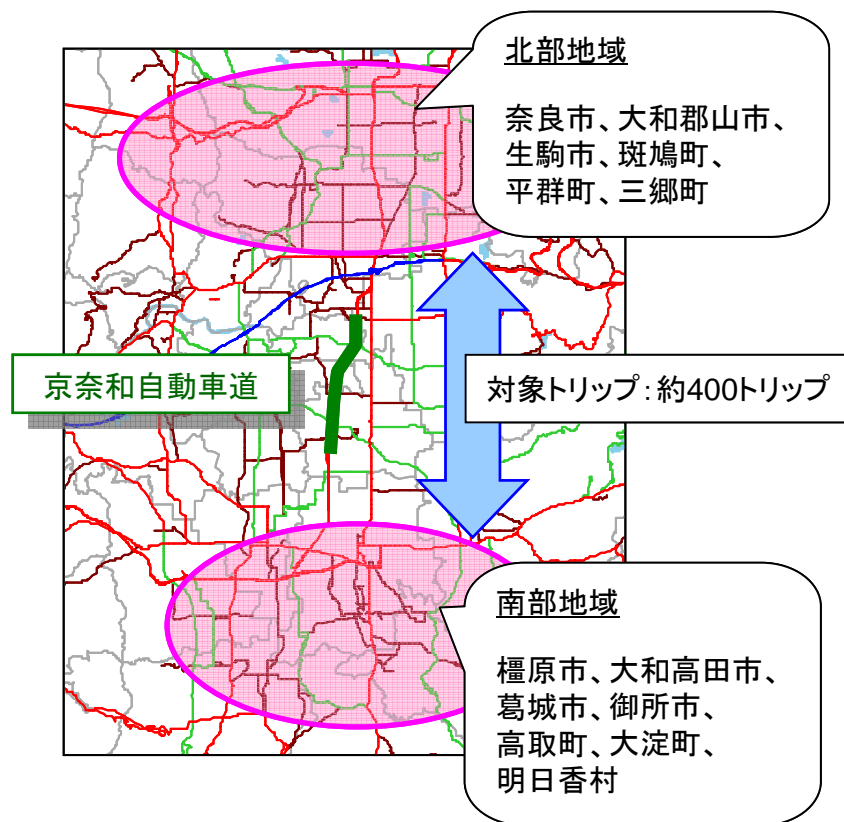 北部地域
奈良市、大和郡山市、
生駒市、斑鳩町、
平群町、三郷町
京奈和自動車道
対象トリップ:約400トリップ
南部地域
橿原市、大和高田市、
葛城市、御所市、
高取町、大淀町、
明日香村